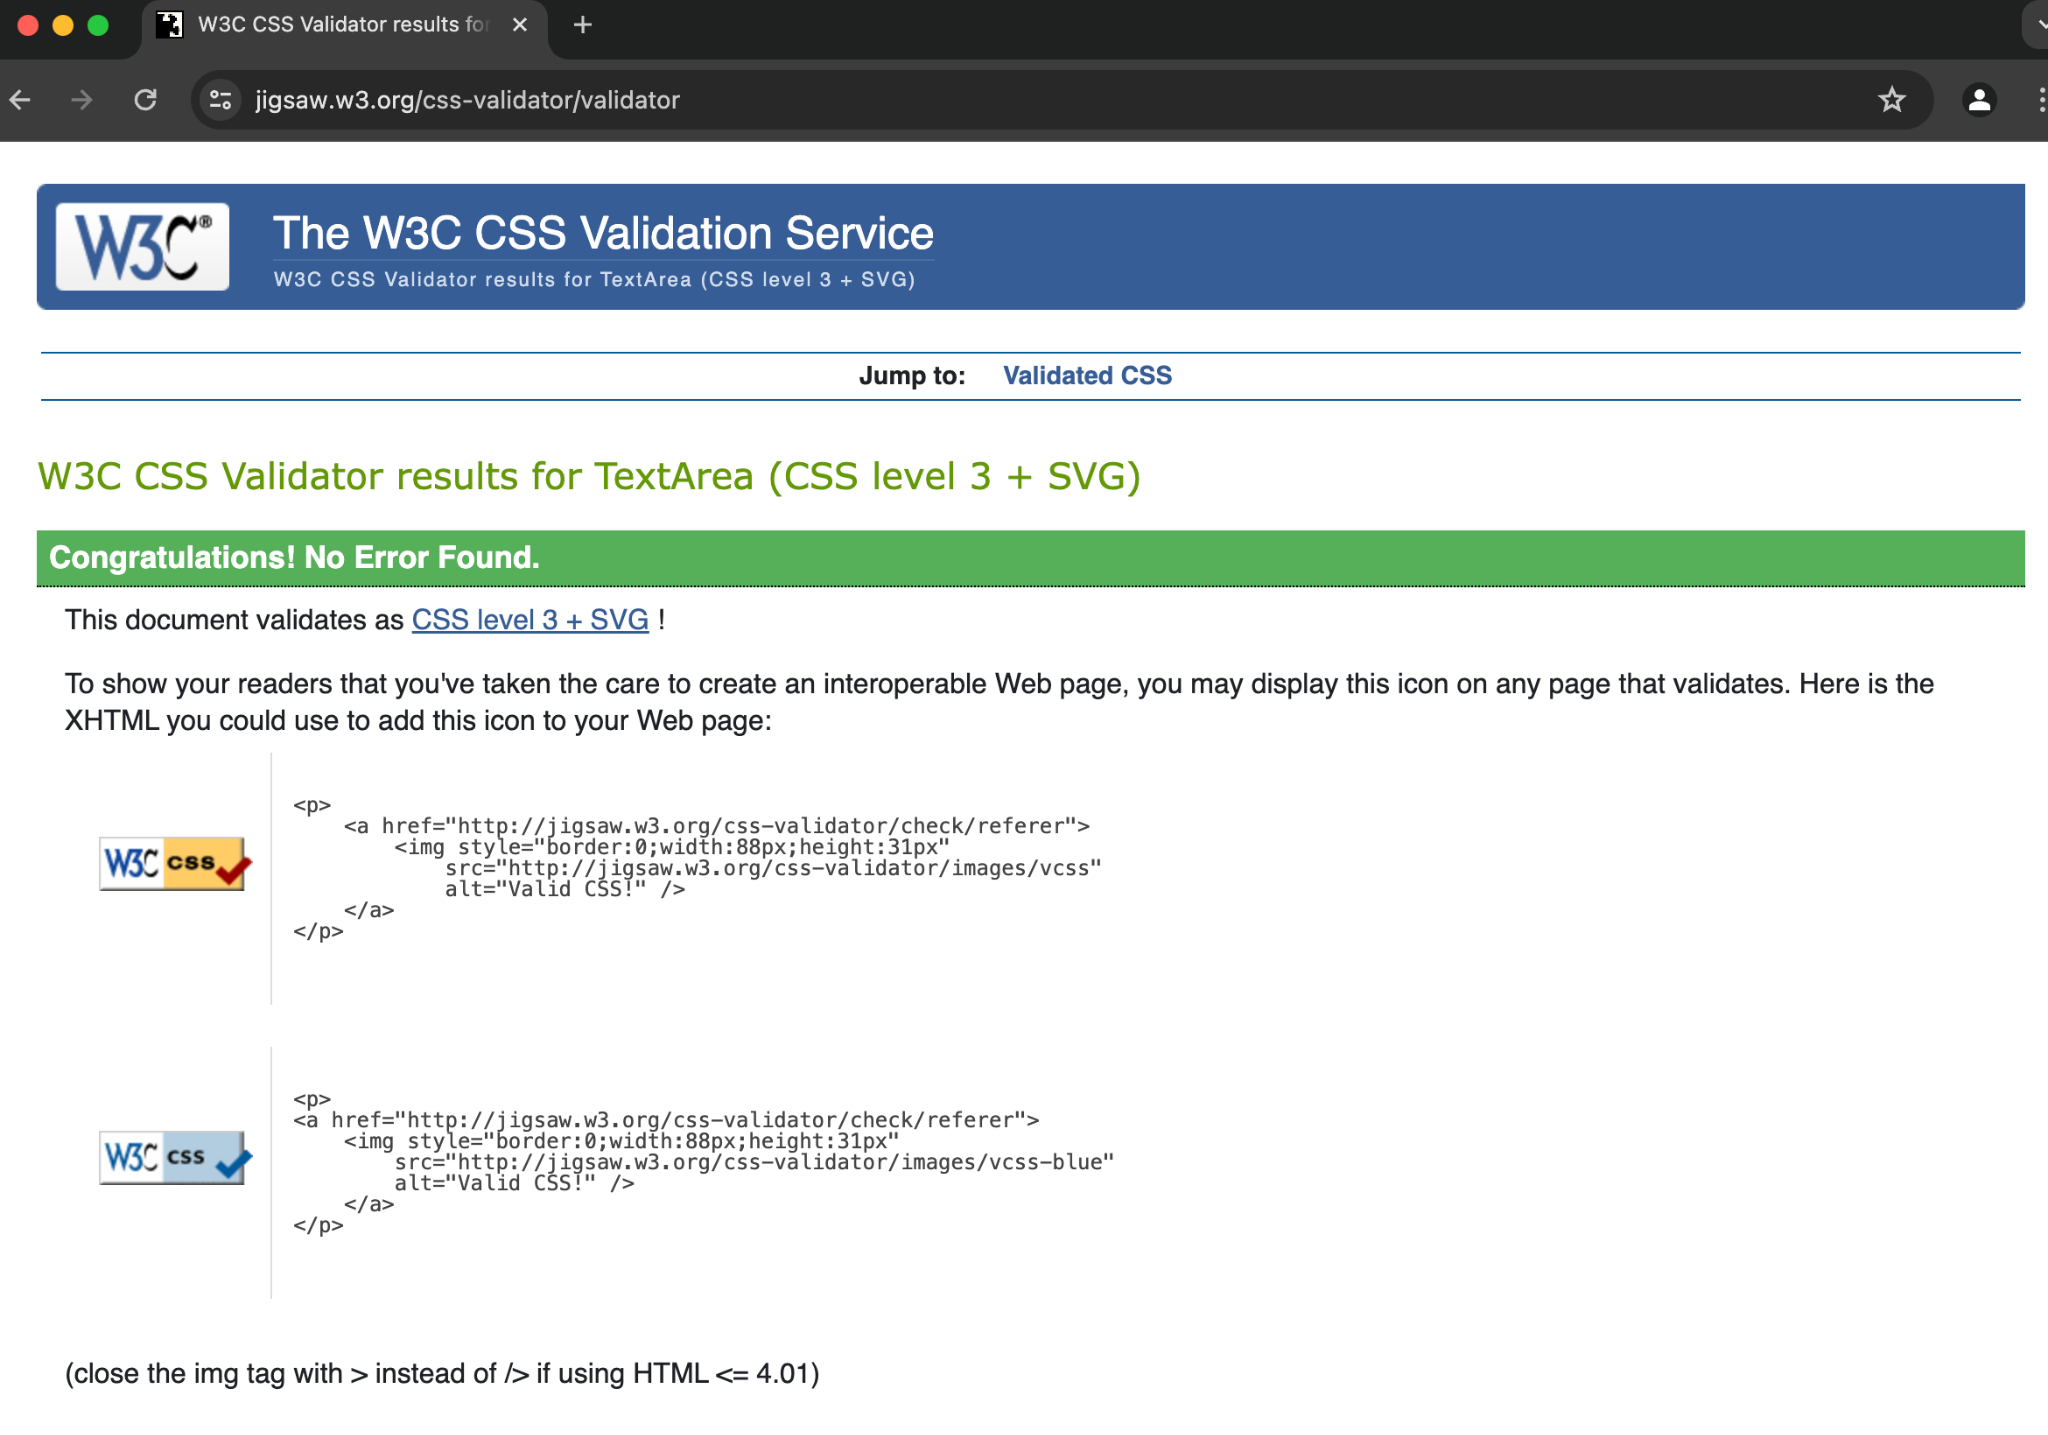 W3C CSS Validator results for
jigsaw.w3.org/css-validator/validator
W3C®
The W3C CSS Validation Service
W3C CSS Validator results for TextArea (CSS level 3 + SVG)
Jump to: Validated CSS
W3C CSS Validator results for TextArea (CSS level 3 + SVG)
Congratulations! No Error Found.
This document validates as CSS level 3 + SVG !
To show your readers that you've taken the care to create an interoperable Web page, you may display this icon on any page that validates. Here is the
XHTML you could use to add this icon to your Web page:
W3C css
<p>
    <a href="http://jigsaw.w3.org/css-validator/check/referer">
        <img style="border:0;width:88px;height:31px"
            src="http://jigsaw.w3.org/css-validator/images/vcss"
            alt="Valid CSS!" />
    </a>
</p>
W3C css
<p>
<a href="http://jigsaw.w3.org/css-validator/check/referer">
    <img style="border:0;width:88px;height:31px"
        src="http://jigsaw.w3.org/css-validator/images/vcss-blue"
        alt="Valid CSS!" />
    </a>
</p>
(close the img tag with > instead of /> if using HTML <= 4.01)